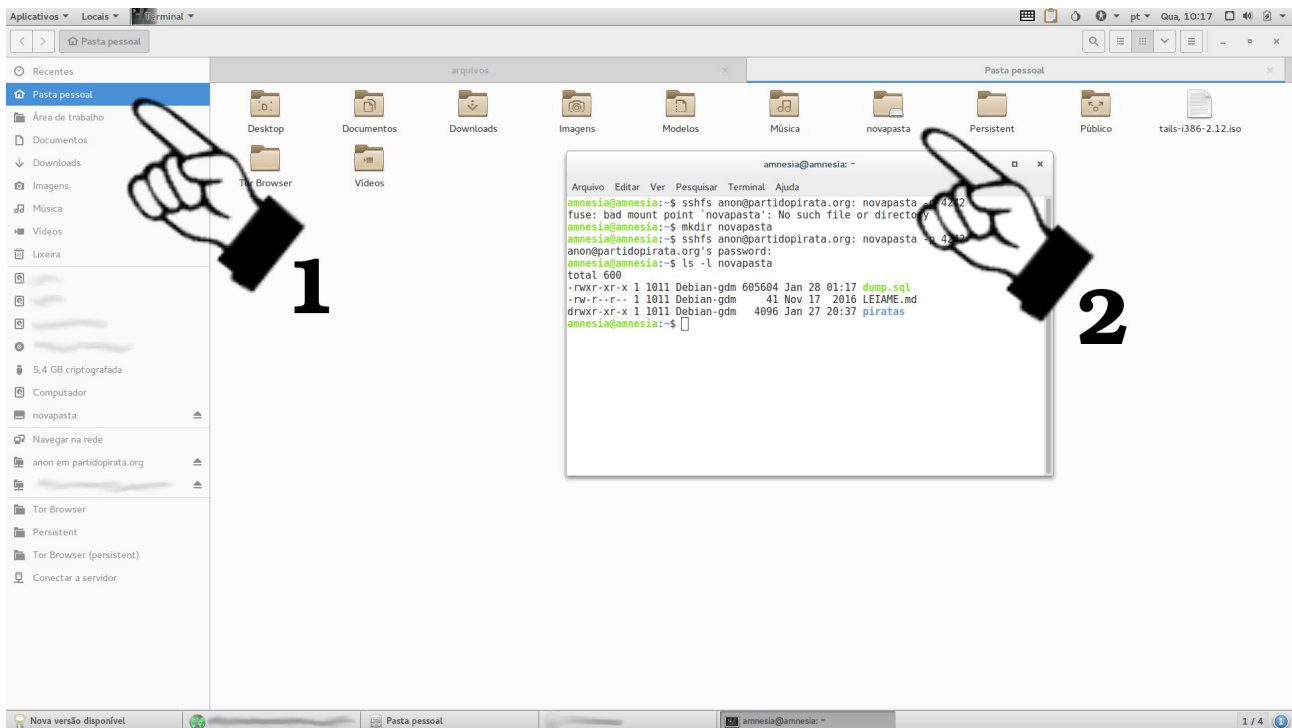 Aplicativos Locais Terminal pt Qua, 10:17
Pasta pessoal
Recentes
Pasta pessoal
Área de trabalho
Documentos
Downloads
Imagens
Música
Vídeos
Lixeira
5,4 GB criptografada
Computador
novapasta
Navegar na rede
anon em partidopirata.org
Tor Browser
Persistent
Tor Browser (persistent)
Conectar a servidor
arquivos Pasta pessoal
Desktop Documentos Downloads Imagens Modelos Música novapasta Persistent Público tails-i386-2.12.iso
Tor Browser Vídeos
1
2
amnesia@amnesia: ~
Arquivo Editar Ver Pesquisar Terminal Ajuda
amnesia@amnesia:~$ sshfs anon@partidopirata.org: novapasta -p 4242
fuse: bad mount point `novapasta': No such file or directory
amnesia@amnesia:~$ mkdir novapasta
amnesia@amnesia:~$ sshfs anon@partidopirata.org: novapasta -p 4242
anon@partidopirata.org's password:
amnesia@amnesia:~$ ls -l novapasta
total 600
-rwxr-xr-x 1 1011 Debian-gdm 605604 Jan 28 01:17 dump.sql
-rw-r--r-- 1 1011 Debian-gdm 41 Nov 17 2016 LEIAME.md
drwxr-xr-x 1 1011 Debian-gdm 4096 Jan 27 20:37 piratas
amnesia@amnesia:~$
Nova versão disponível Pasta pessoal amnesia@amnesia: ~ 1 / 4 1